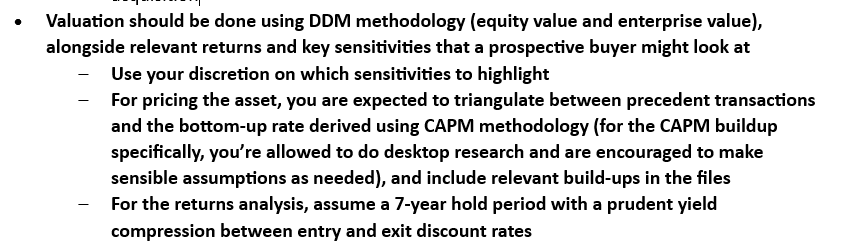 • Valuation should be done using DDM methodology (equity value and enterprise value),
alongside relevant returns and key sensitivities that a prospective buyer might look at
– Use your discretion on which sensitivities to highlight
– For pricing the asset, you are expected to triangulate between precedent transactions
and the bottom-up rate derived using CAPM methodology (for the CAPM buildup
specifically, you’re allowed to do desktop research and are encouraged to make
sensible assumptions as needed), and include relevant build-ups in the files
– For the returns analysis, assume a 7-year hold period with a prudent yield
compression between entry and exit discount rates